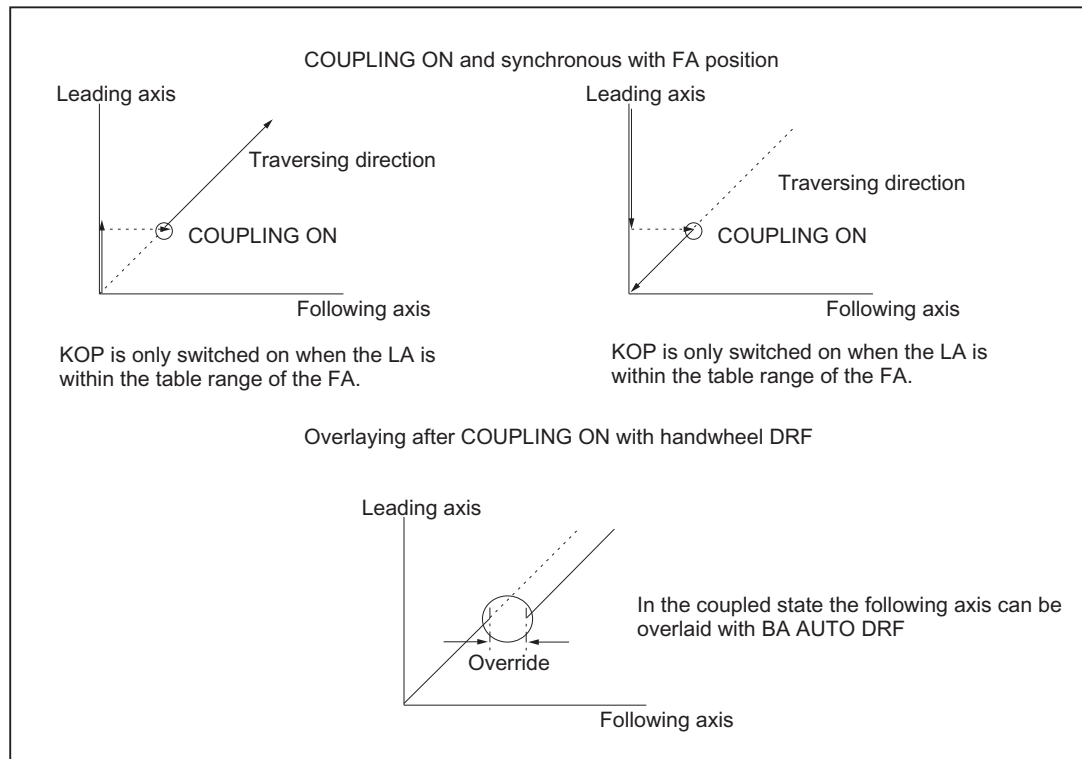 COUPLING ON and synchronous with FA position
Leading axis
Traversing direction
COUPLING ON
Following axis
KOP is only switched on when the LA is
within the table range of the FA.
Leading axis
Traversing direction
COUPLING ON
Following axis
KOP is only switched on when the LA is
within the table range of the FA.
Overlaying after COUPLING ON with handwheel DRF
Leading axis
In the coupled state the following axis can be
overlaid with BA AUTO DRF
Override
Following axis